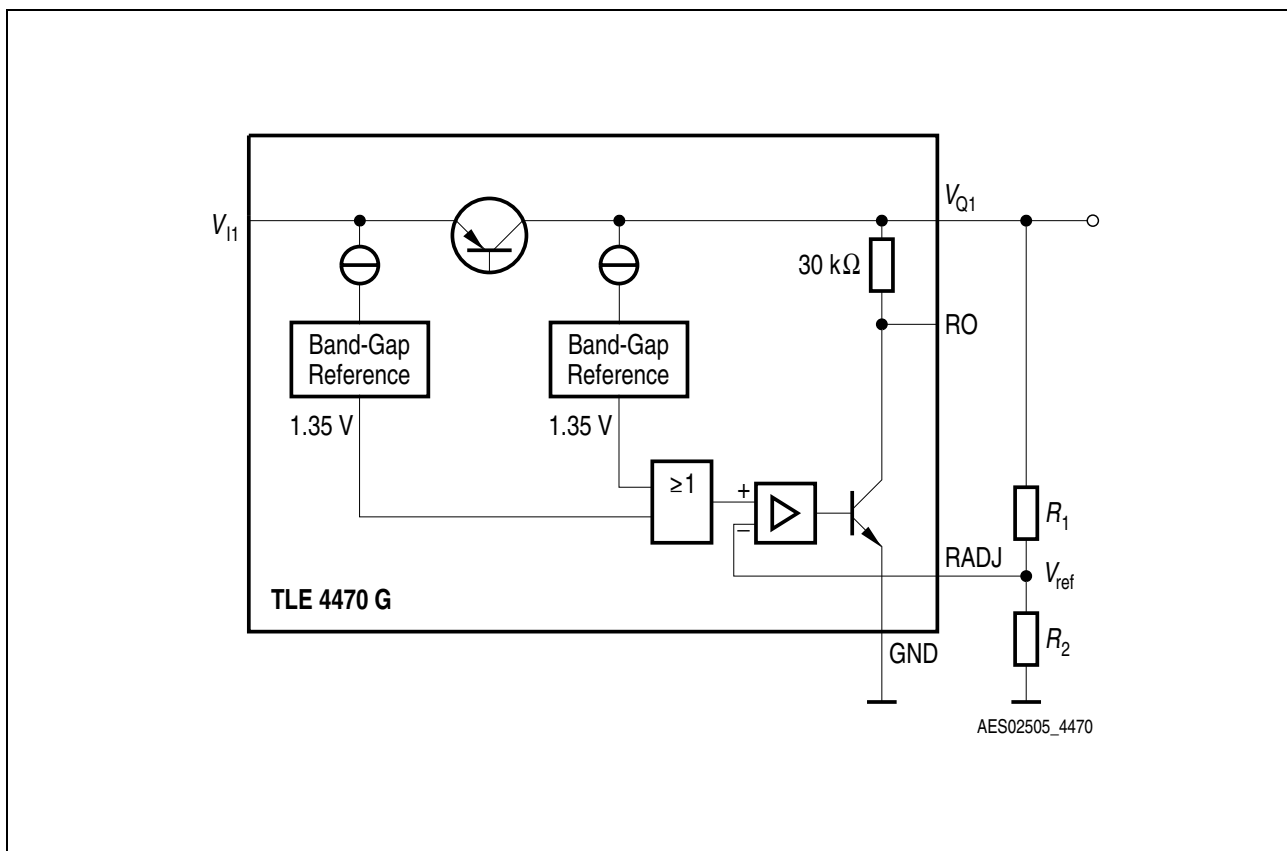 V_Q1
V_I1
30 kΩ
RO
Band-Gap
Reference
Band-Gap
Reference
1.35 V
1.35 V
≥1
+
−
R_1
RADJ
V_ref
TLE 4470 G
R_2
GND
AES02505_4470